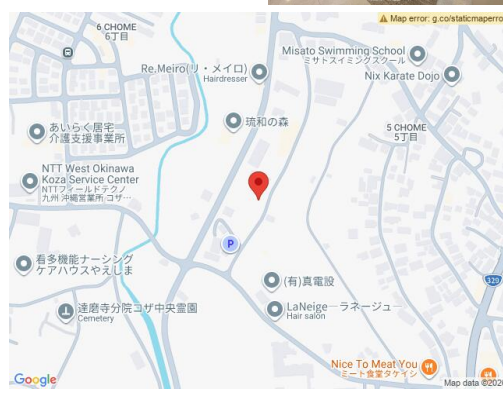 Map error: g.co/staticmaperro
6 CHOME
6丁目
Misato Swimming School
ミサトスイミングスクール
Re.Meiro(リ・メイロ)
Hairdresser
Nix Karate Dojo
琉和の森
あいらく居宅
介護支援事業所
5 CHOME
5丁目
NTT West Okinawa
Koza Service Center
NTTフィールドテクノ
九州 沖縄営業所 コザ…
P
看多機能ナーシング
ケアハウスやえしま
(有)真電設
329
達磨寺分院コザ中央霊園
Cemetery
LaNeige―ラネージュ―
Hair salon
Nice To Meat You
ミート食堂タケイシ
Google
Map data ©202